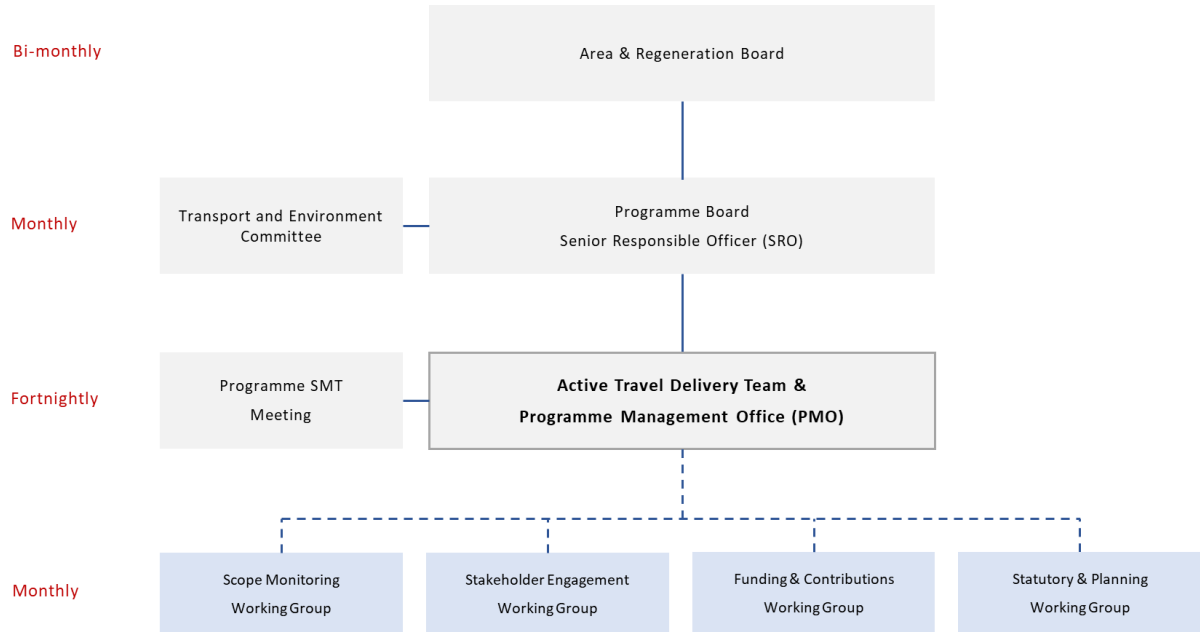 Bi-monthly
Area & Regeneration Board
Monthly
Transport and Environment
Committee
Programme Board
Senior Responsible Officer (SRO)
Fortnightly
Programme SMT
Meeting
Active Travel Delivery Team &
Programme Management Office (PMO)
Monthly
Scope Monitoring
Working Group
Stakeholder Engagement
Working Group
Funding & Contributions
Working Group
Statutory & Planning
Working Group